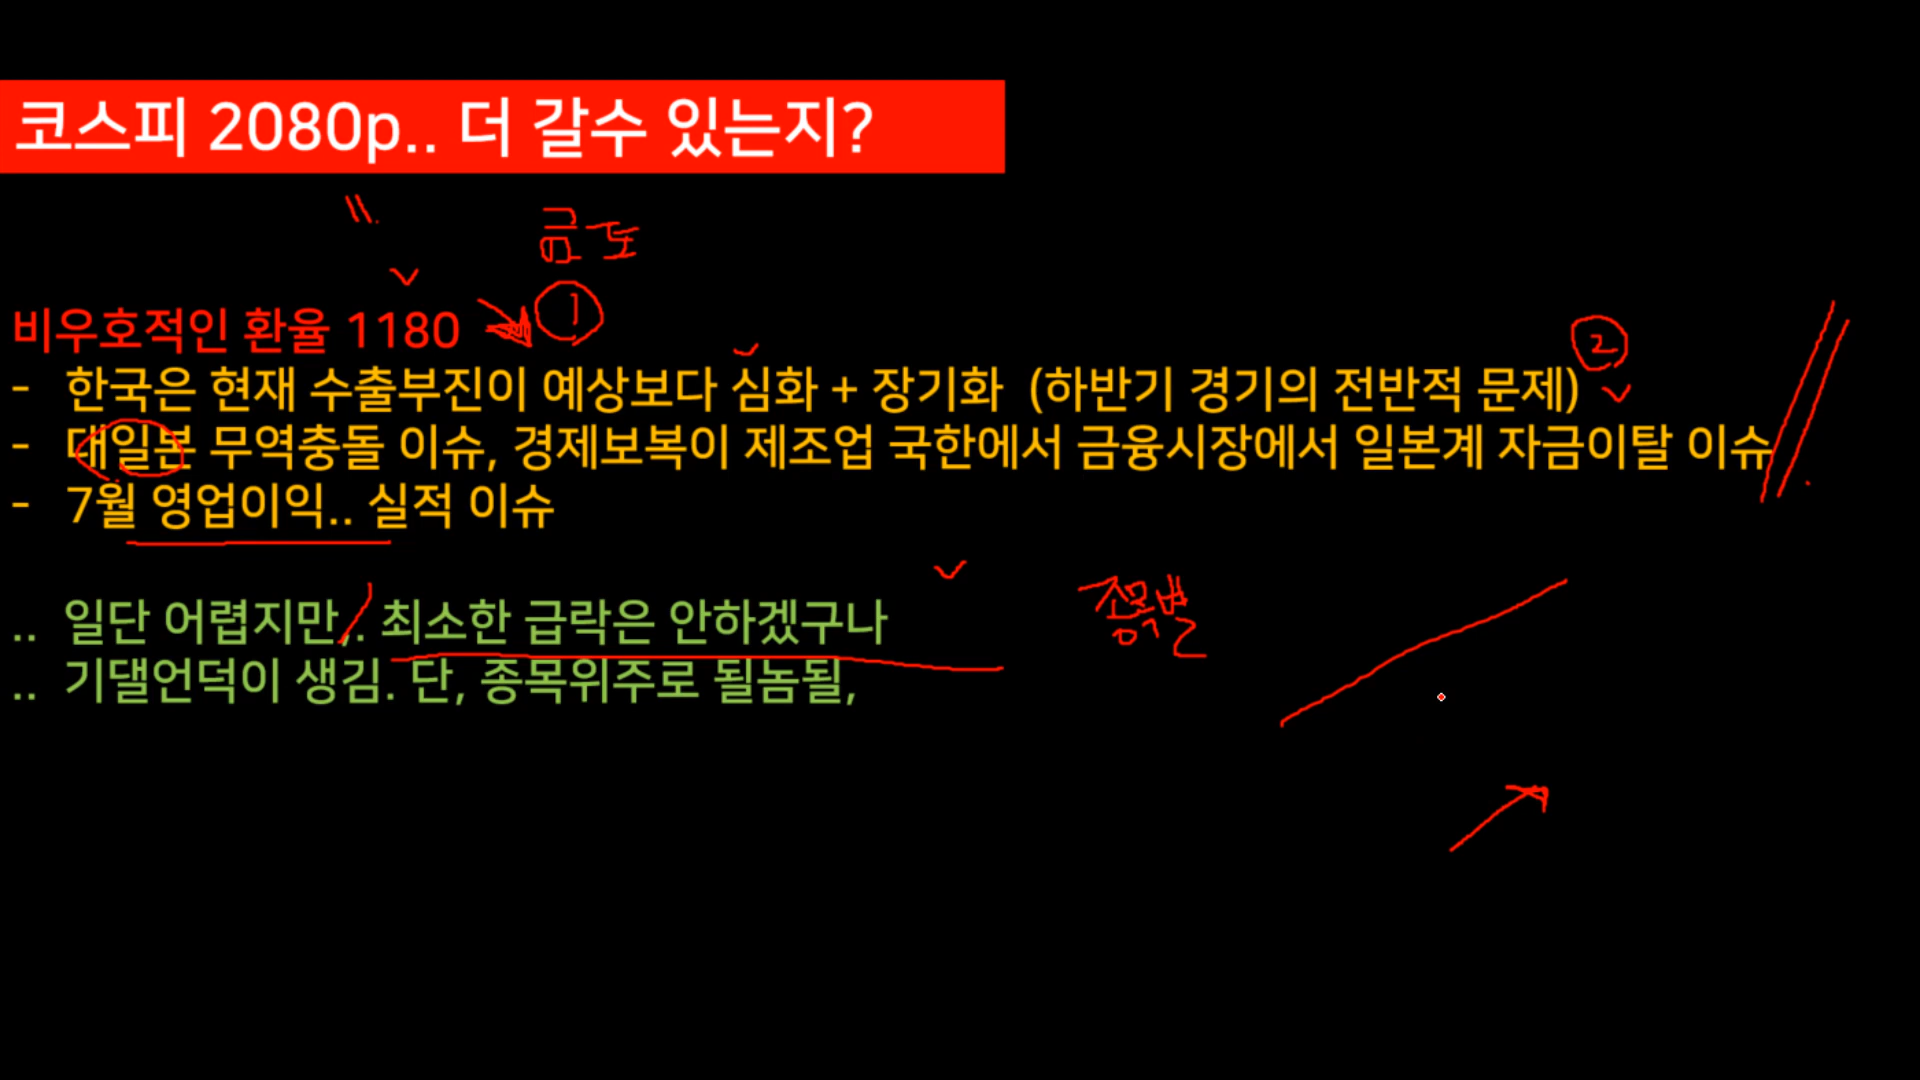 코스피 2080p.. 더 갈수 있는지?
금도
①
비우호적인 환율 1180
②
- 한국은 현재 수출부진이 예상보다 심화 + 장기화 (하반기 경기의 전반적 문제)
- 대일본 무역충돌 이슈, 경제보복이 제조업 국한에서 금융시장에서 일본계 자금이탈 이슈
- 7월 영업이익.. 실적 이슈
.. 일단 어렵지만,. 최소한 급락은 안하겠구나
종목별
.. 기댈언덕이 생김. 단, 종목위주로 될놈될,